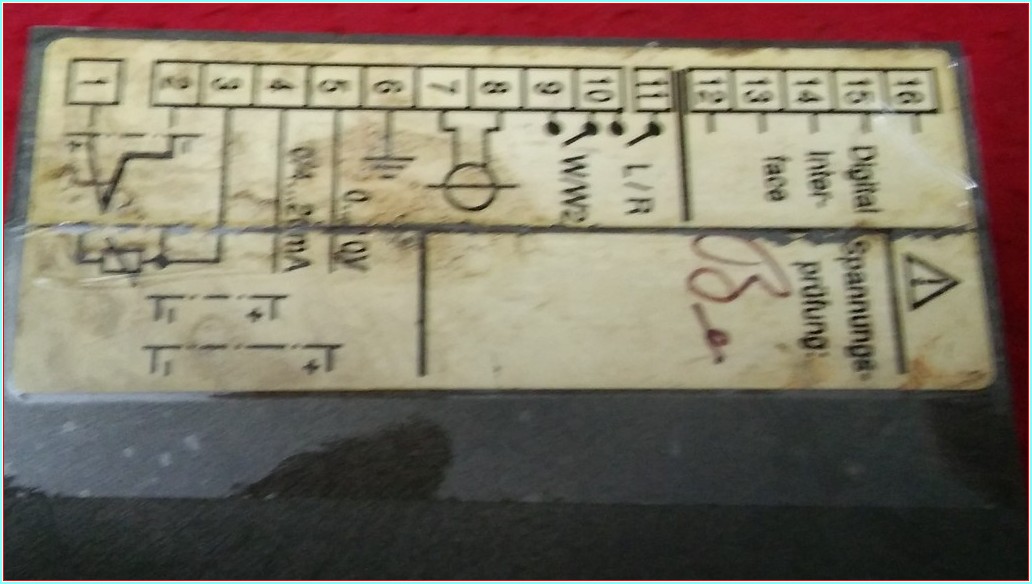 1
2
3
4
5
6
7
8
9
10
11
12
13
14
15
16
L/R
W/W2
Digital
Inter-
face
0...10V
0/4...20mA
Spannungs-
prüfung:
+
-
-
+
-
+